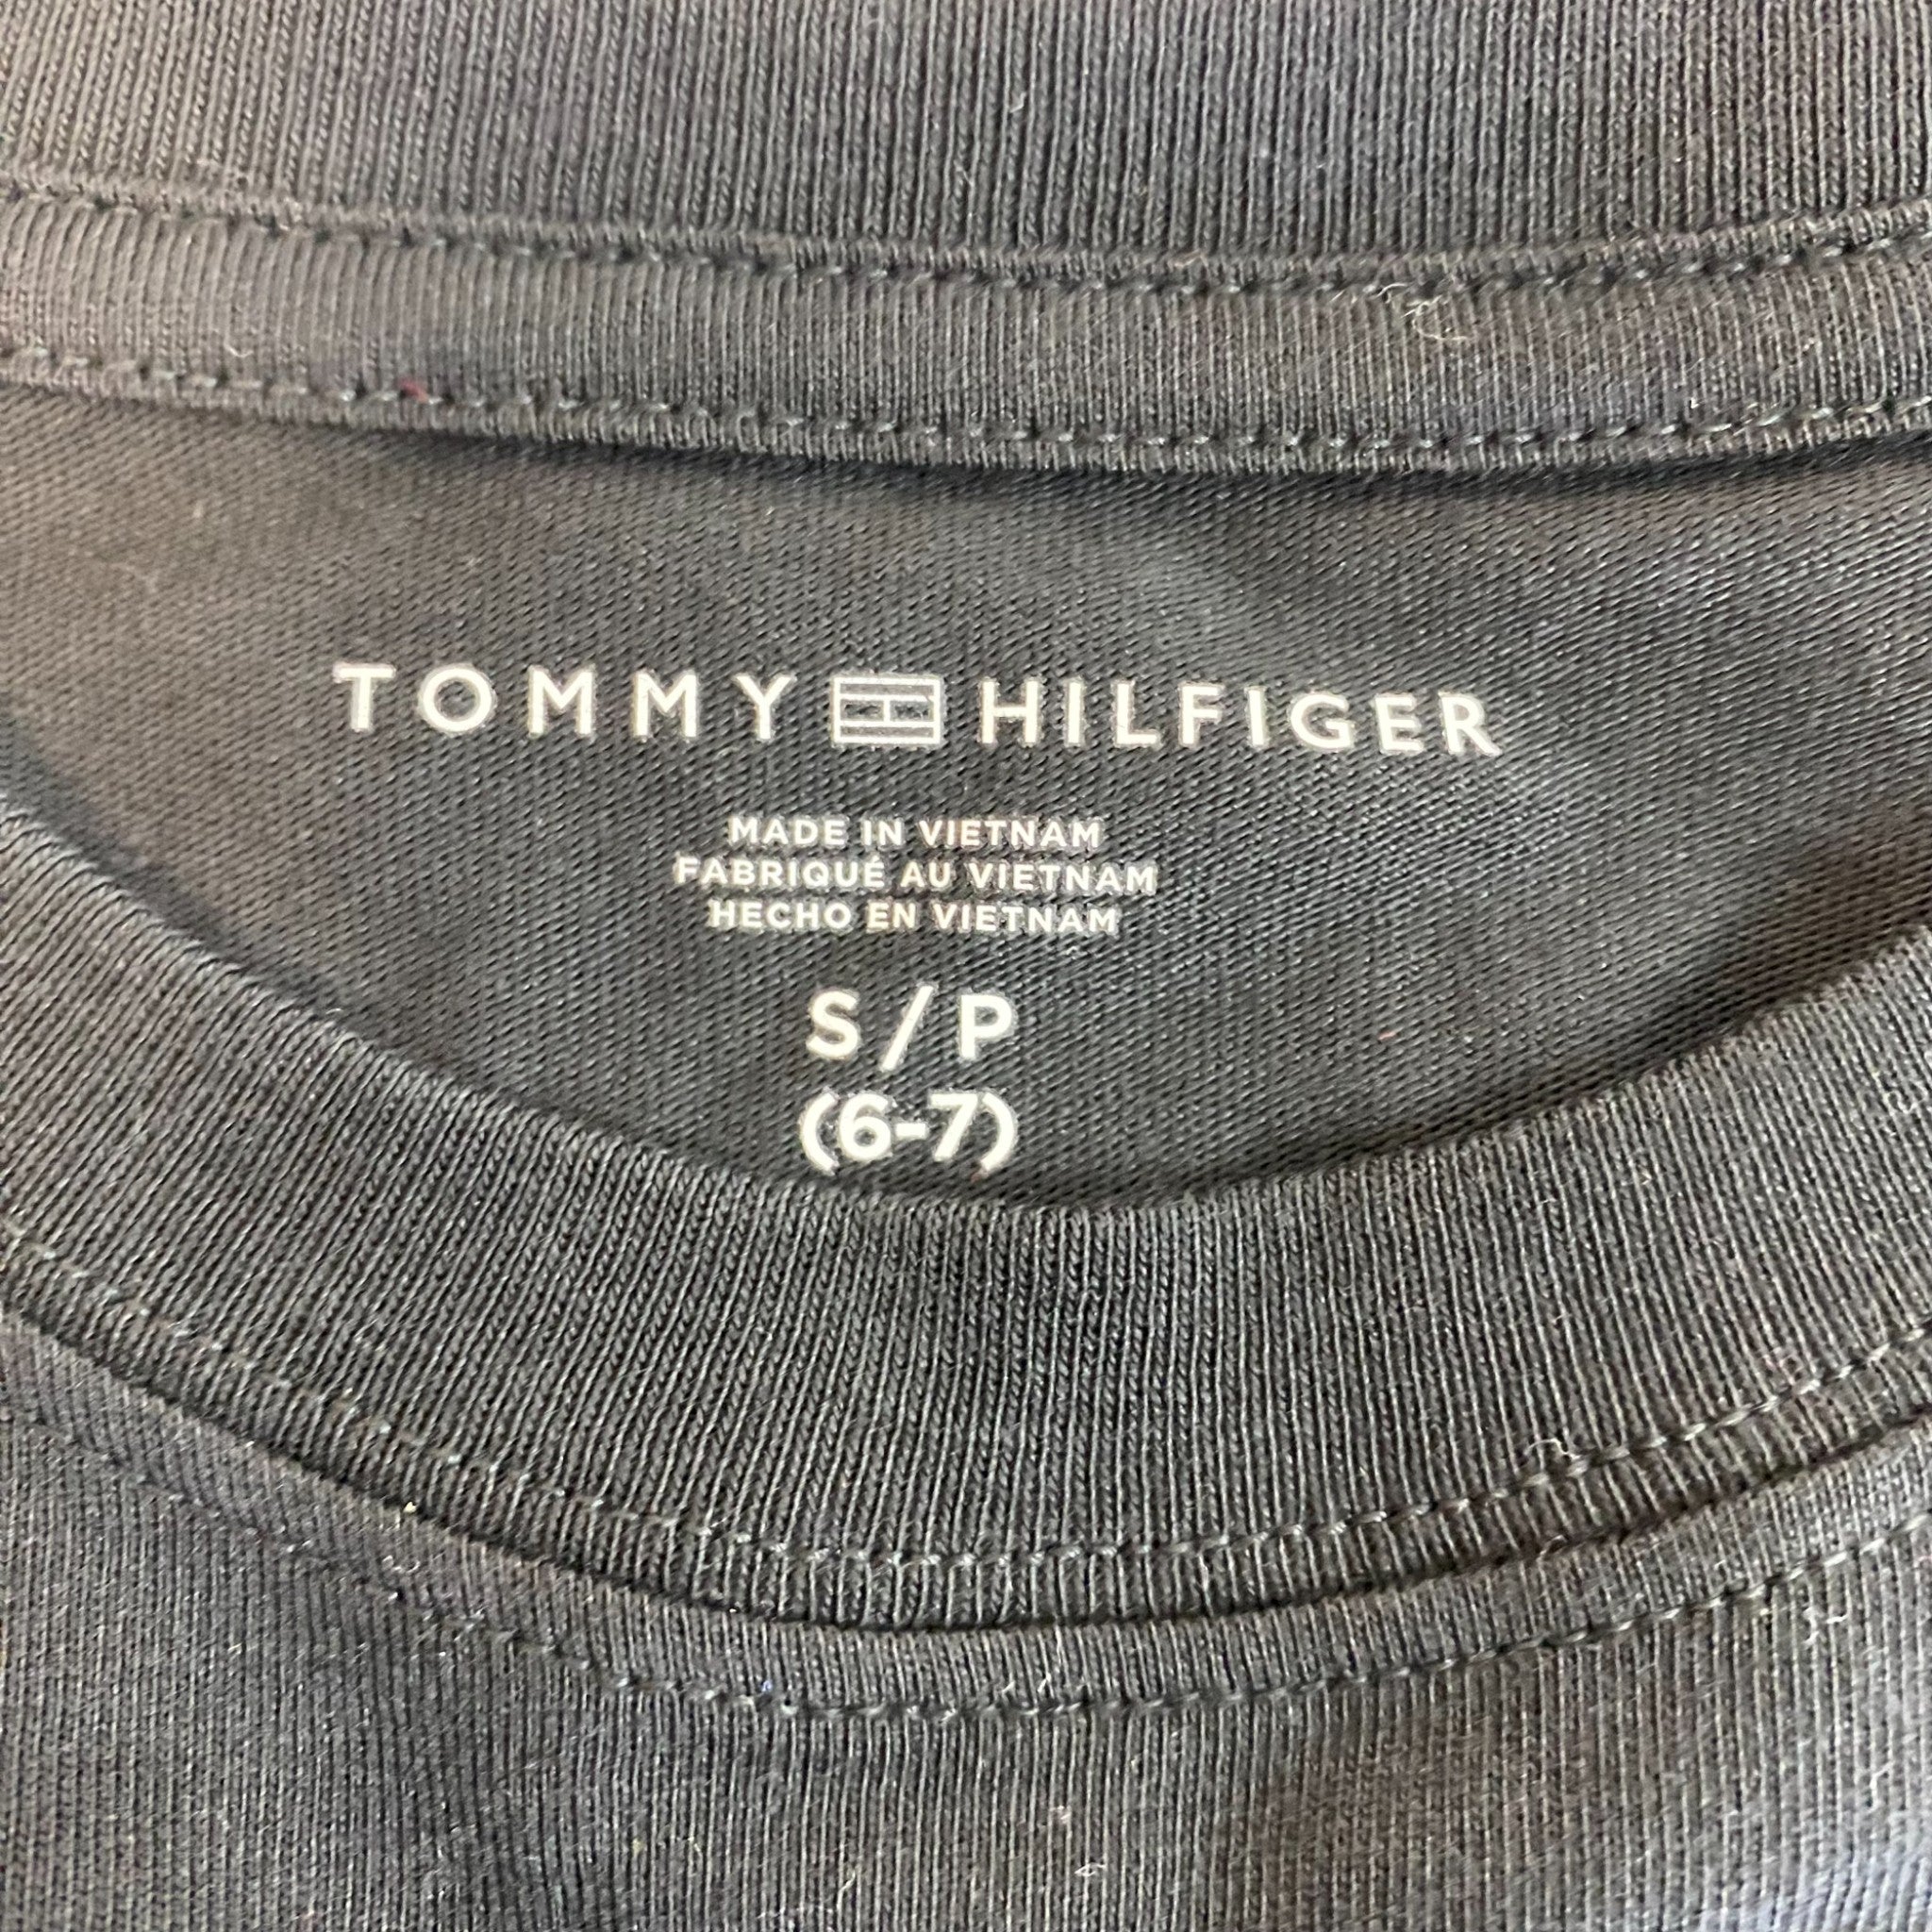 TOMMY HILFIGER
MADE IN VIETNAM
FABRIQUÉ AU VIETNAM
HECHO EN VIETNAM
S / P
(6-7)